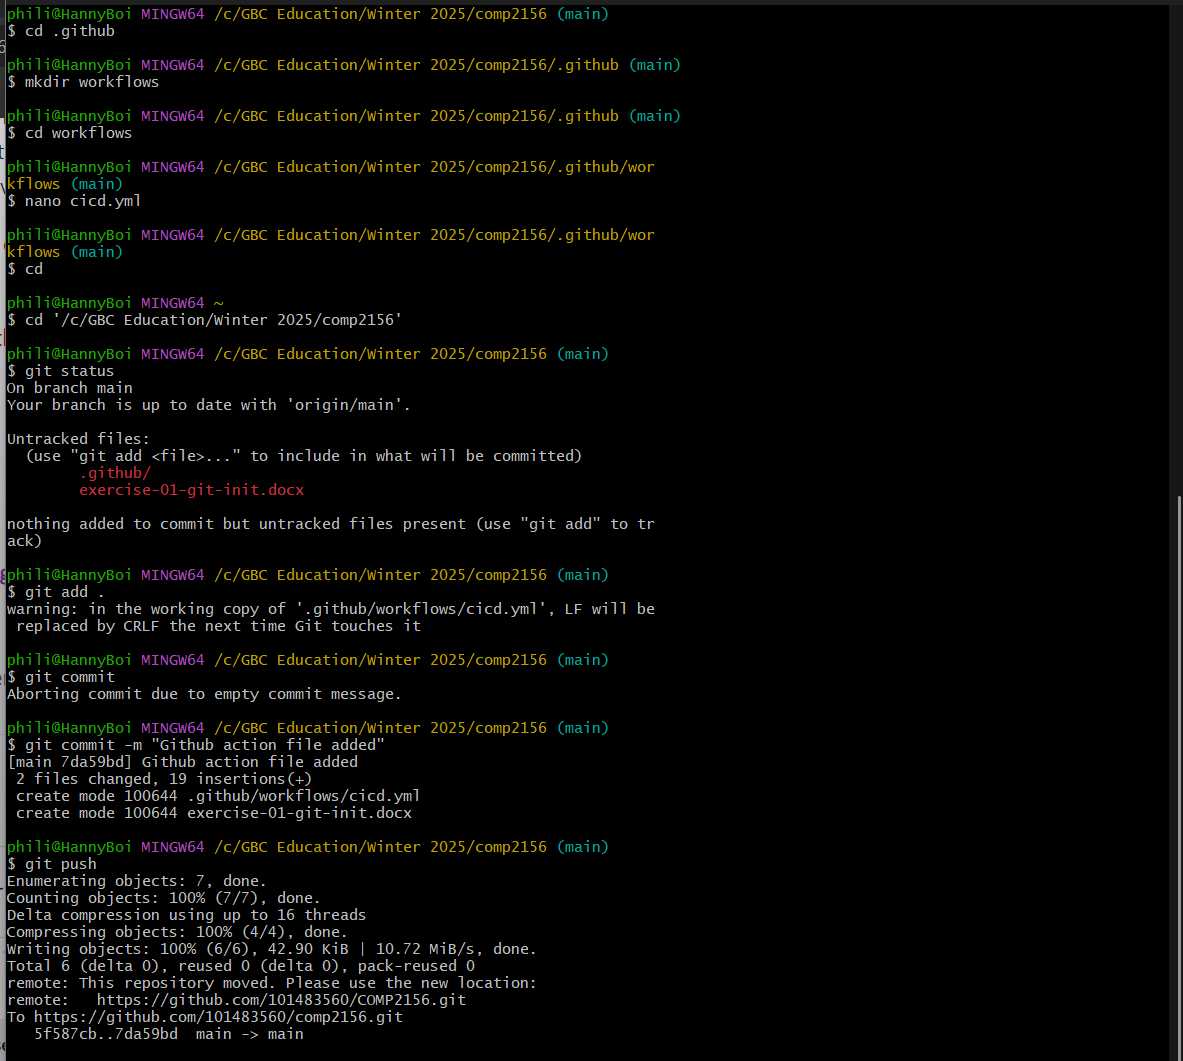 phili@HannyBoi MINGW64 /c/GBC Education/Winter 2025/comp2156 (main)
$ cd .github
phili@HannyBoi MINGW64 /c/GBC Education/Winter 2025/comp2156/.github (main)
$ mkdir workflows
phili@HannyBoi MINGW64 /c/GBC Education/Winter 2025/comp2156/.github (main)
$ cd workflows
phili@HannyBoi MINGW64 /c/GBC Education/Winter 2025/comp2156/.github/wor
kflows (main)
$ nano cicd.yml
phili@HannyBoi MINGW64 /c/GBC Education/Winter 2025/comp2156/.github/wor
kflows (main)
$ cd
phili@HannyBoi MINGW64 ~
$ cd '/c/GBC Education/Winter 2025/comp2156'
phili@HannyBoi MINGW64 /c/GBC Education/Winter 2025/comp2156 (main)
$ git status
On branch main
Your branch is up to date with 'origin/main'.
Untracked files:
  (use "git add <file>..." to include in what will be committed)
        .github/
        exercise-01-git-init.docx
nothing added to commit but untracked files present (use "git add" to tr
ack)
phili@HannyBoi MINGW64 /c/GBC Education/Winter 2025/comp2156 (main)
$ git add .
warning: in the working copy of '.github/workflows/cicd.yml', LF will be
 replaced by CRLF the next time Git touches it
phili@HannyBoi MINGW64 /c/GBC Education/Winter 2025/comp2156 (main)
$ git commit
Aborting commit due to empty commit message.
phili@HannyBoi MINGW64 /c/GBC Education/Winter 2025/comp2156 (main)
$ git commit -m "Github action file added"
[main 7da59bd] Github action file added
 2 files changed, 19 insertions(+)
 create mode 100644 .github/workflows/cicd.yml
 create mode 100644 exercise-01-git-init.docx
phili@HannyBoi MINGW64 /c/GBC Education/Winter 2025/comp2156 (main)
$ git push
Enumerating objects: 7, done.
Counting objects: 100% (7/7), done.
Delta compression using up to 16 threads
Compressing objects: 100% (4/4), done.
Writing objects: 100% (6/6), 42.90 KiB | 10.72 MiB/s, done.
Total 6 (delta 0), reused 0 (delta 0), pack-reused 0
remote: This repository moved. Please use the new location:
remote:   https://github.com/101483560/COMP2156.git
To https://github.com/101483560/comp2156.git
   5f587cb..7da59bd  main -> main